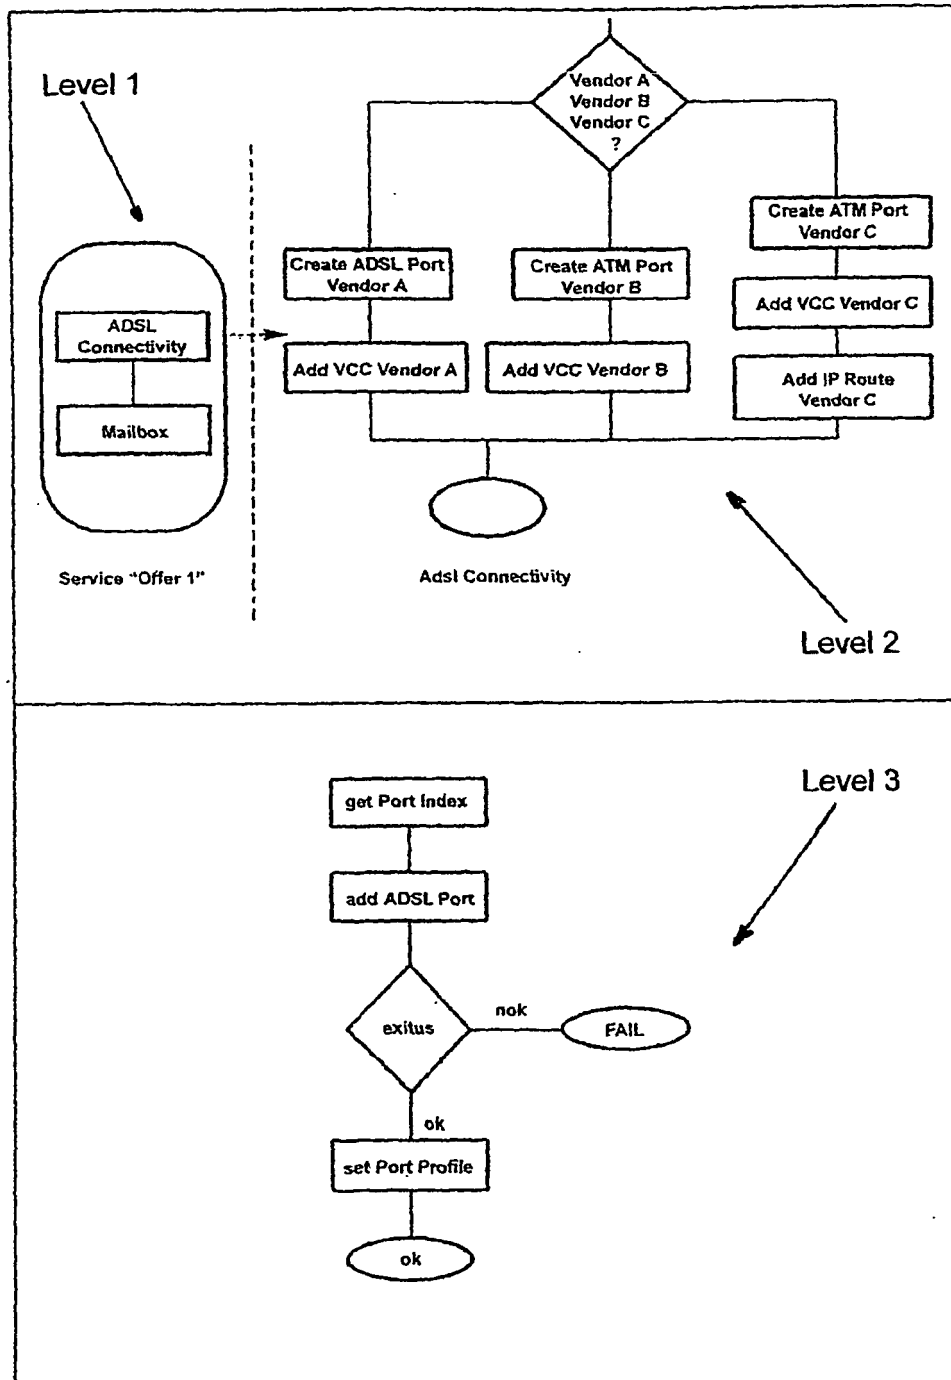 Level 1
Vendor A
Vendor B
Vendor C
?
ADSL
Connectivity
Mailbox
Service "Offer 1"
Create ADSL Port
Vendor A
Add VCC Vendor A
Create ATM Port
Vendor B
Add VCC Vendor B
Create ATM Port
Vendor C
Add VCC Vendor C
Add IP Route
Vendor C
Adsl Connectivity
Level 2
Level 3
get Port Index
add ADSL Port
exitus
nok
FAIL
ok
set Port Profile
ok